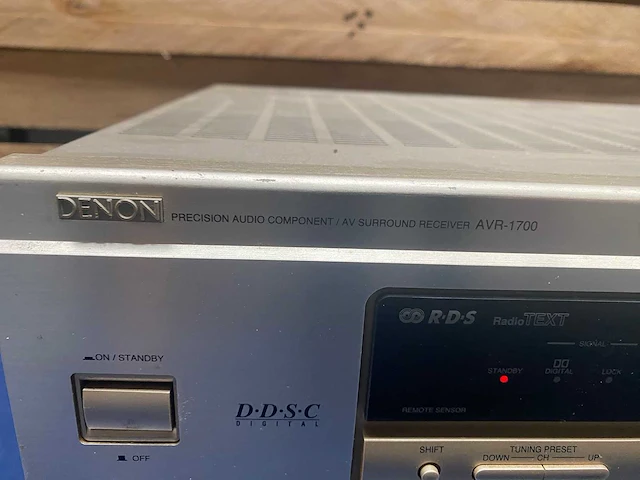 DENON PRECISION AUDIO COMPONENT / AV SURROUND RECEIVER AVR-1700
R·D·S RadioTEXT
SIGNAL
ON / STANDBY
STANDBY DIGITAL LOCK
D·D·S·C
DIGITAL
REMOTE SENSOR
OFF
SHIFT
TUNING PRESET
DOWN CH UP